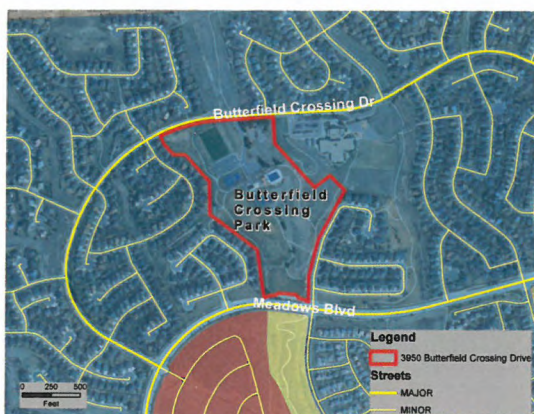 Butterfield Crossing Dr
Butterfield
Crossing
Park
Meadows Blvd
Legend
3950 Butterfield Crossing Drive
Streets
MAJOR
MINOR
0 250 500
Feet